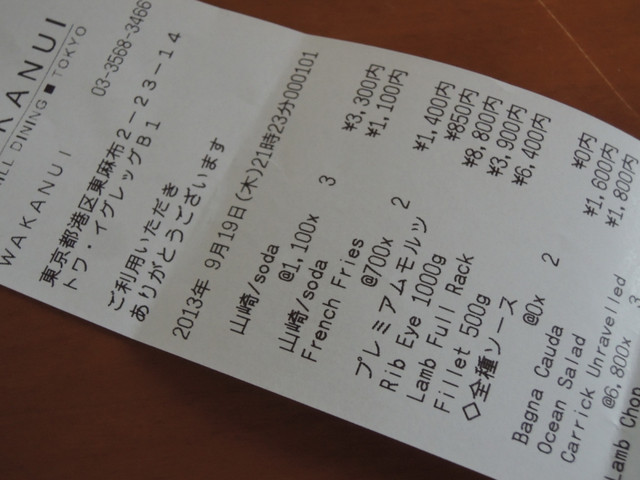 KANUI
ILL DINING ■ TOKYO
WAKANUI
03-3568-3466
東京都港区東麻布2-23-14
トワ・イグレッグB1
ご利用いただき
ありがとうございます
2013年 9月19日(木)21時23分000101
山崎/soda
@1,100x 3 ¥3,300内
山崎/soda ¥1,100内
French Fries
@700x 2 ¥1,400内
プレミアムモルツ ¥850内
Rib Eye 1000g ¥8,800内
Lamb Full Rack ¥3,900内
Fillet 500g ¥6,400内
◇全種ソース
@0x 2 ¥0内
Bagna Cauda ¥1,600内
Ocean Salad ¥1,800内
Carrick Unravelled
@6,800x 3
Lamb Chop